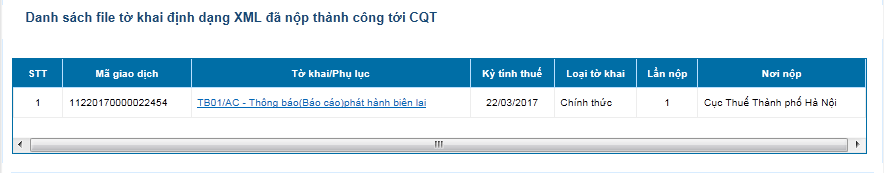 Danh sách file tờ khai định dạng XML đã nộp thành công tới CQT
STT Mã giao dịch Tờ khai/Phụ lục Kỳ tính thuế Loại tờ khai Lần nộp Nơi nộp
1 11220170000022454 TB01/AC - Thông báo(Báo cáo)phát hành biên lai 22/03/2017 Chính thức 1 Cục Thuế Thành phố Hà Nội